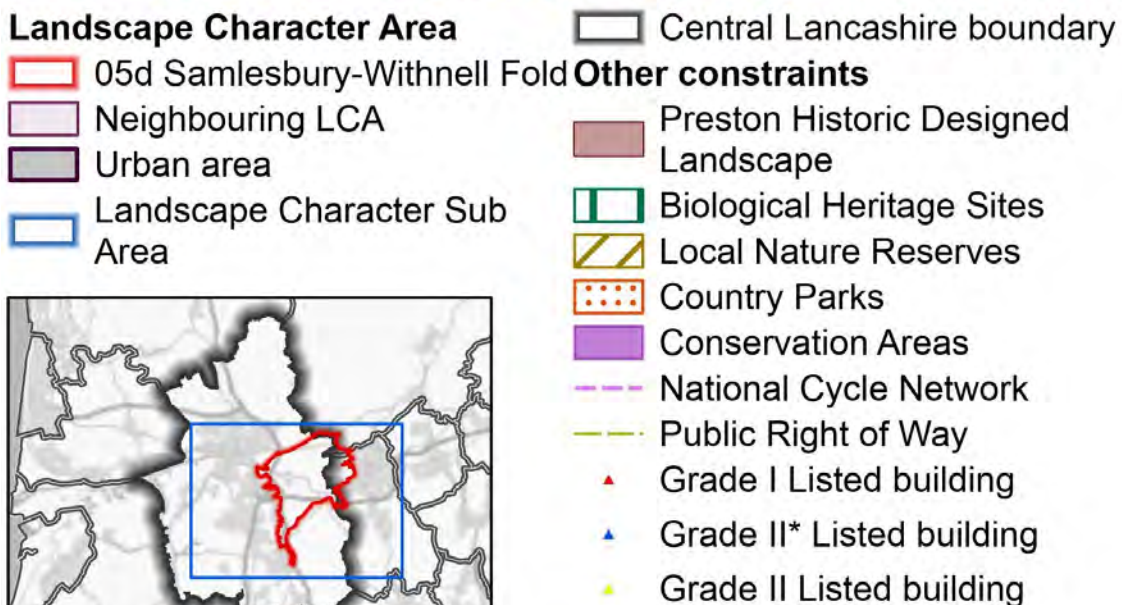 Landscape Character Area
05d Samlesbury-Withnell Fold
Neighbouring LCA
Urban area
Landscape Character Sub
Area
Central Lancashire boundary
Other constraints
Preston Historic Designed
Landscape
Biological Heritage Sites
Local Nature Reserves
Country Parks
Conservation Areas
National Cycle Network
Public Right of Way
Grade I Listed building
Grade II* Listed building
Grade II Listed building